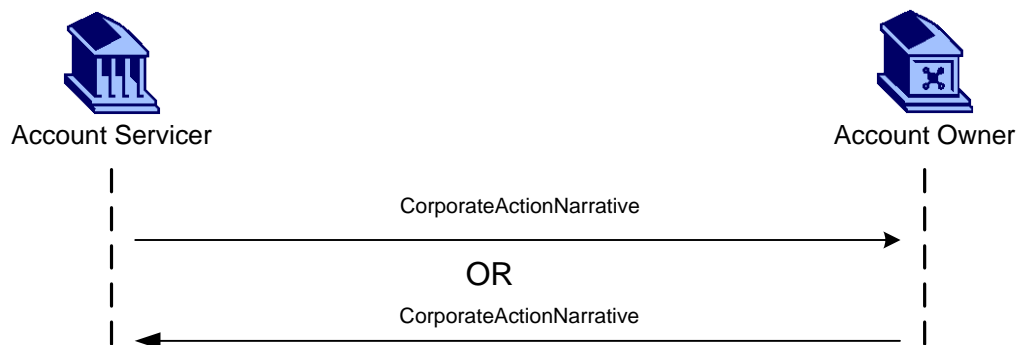 Account Servicer
Account Owner
CorporateActionNarrative
OR
CorporateActionNarrative